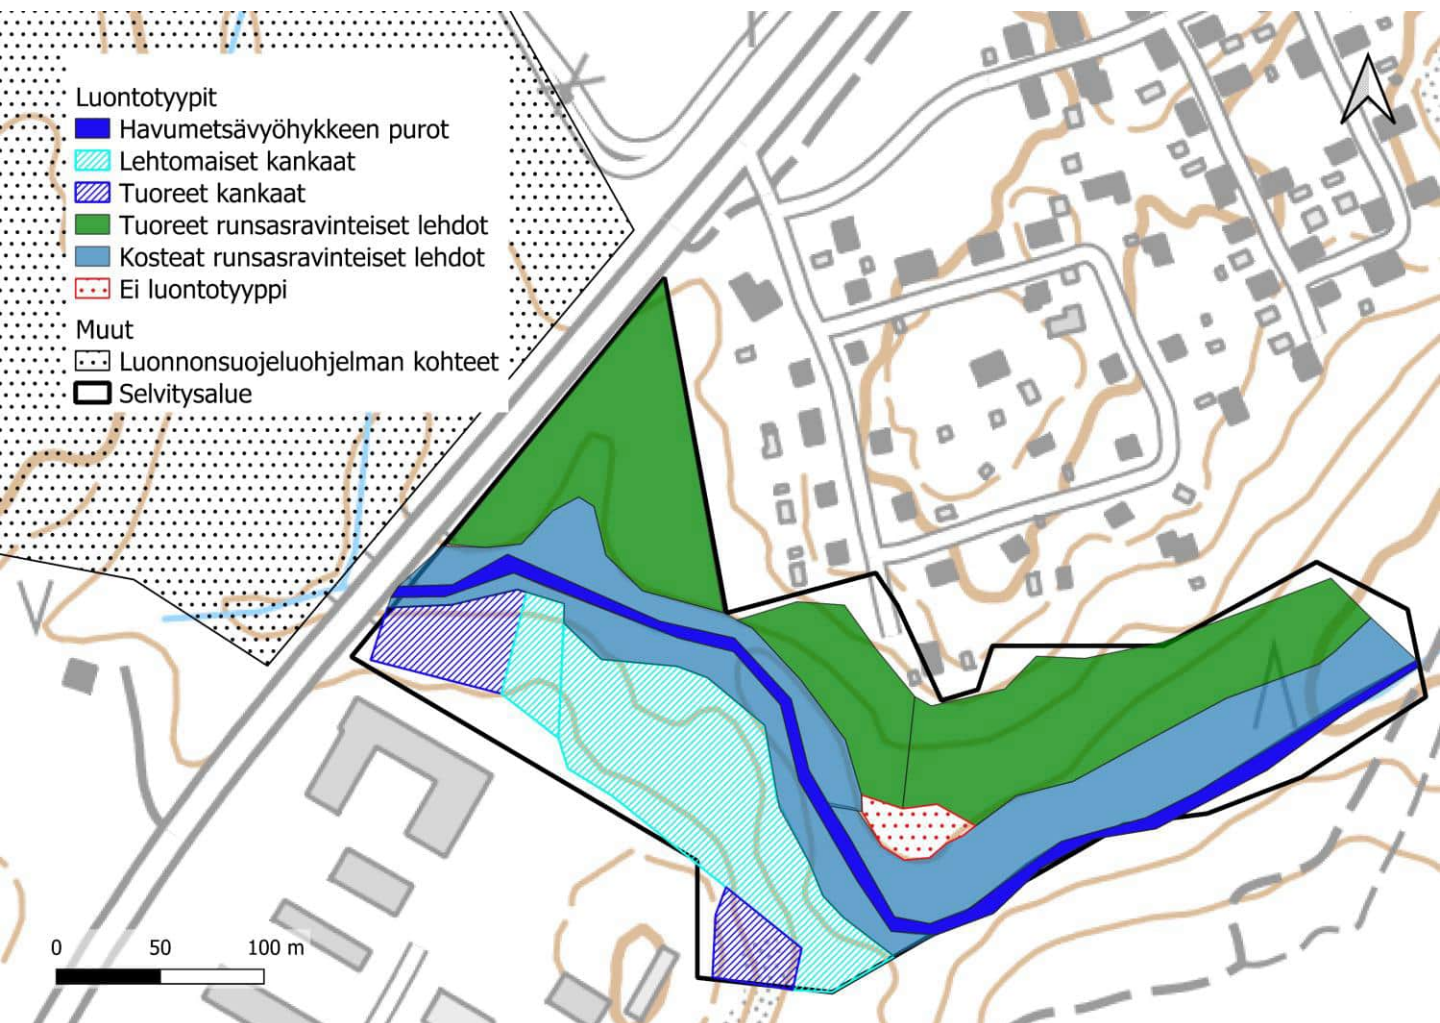 Luontotyypit
Havumetsävyöhykkeen purot
Lehtomaiset kankaat
Tuoreet kankaat
Tuoreet runsasravinteiset lehdot
Kosteat runsasravinteiset lehdot
Ei luontotyyppi
Muut
Luonnonsuojeluohjelman kohteet
Selvitysalue
0 50 100 m